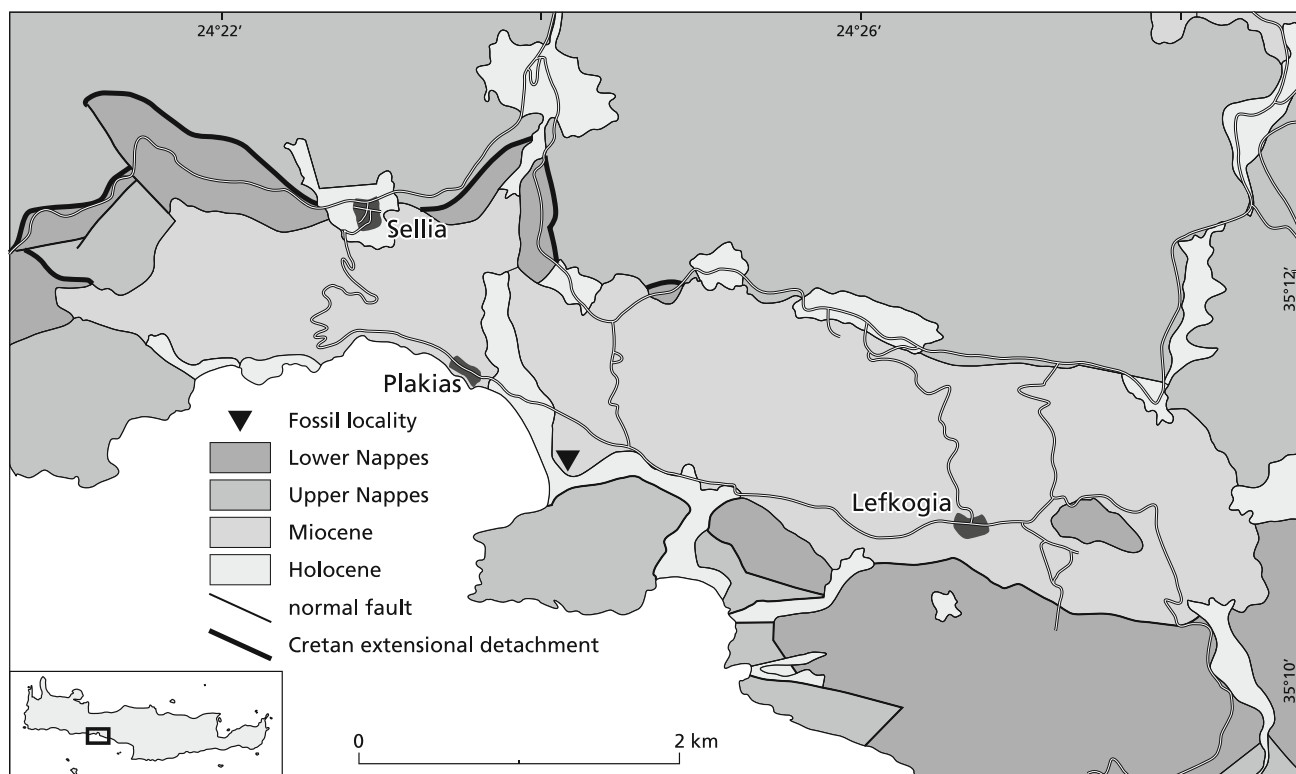 24°22'
24°26'
Sellia
35°12'
Plakias
Fossil locality
Lower Nappes
Upper Nappes
Miocene
Holocene
normal fault
Cretan extensional detachment
Lefkogia
35°10'
0
2 km